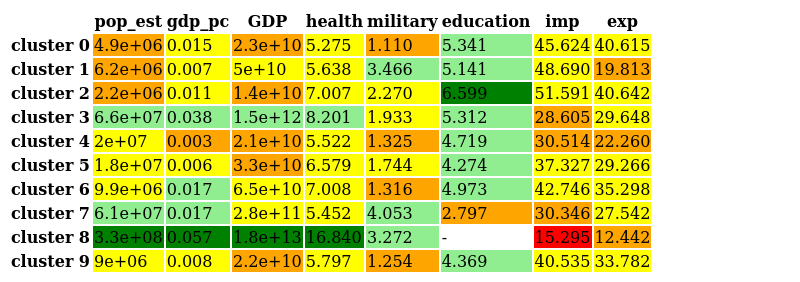 pop_est gdp_pc GDP health military education imp exp
cluster 0 4.9e+06 0.015 2.3e+10 5.275 1.110 5.341 45.624 40.615
cluster 1 6.2e+06 0.007 5e+10 5.638 3.466 5.141 48.690 19.813
cluster 2 2.2e+06 0.011 1.4e+10 7.007 2.270 6.599 51.591 40.642
cluster 3 6.6e+07 0.038 1.5e+12 8.201 1.933 5.312 28.605 29.648
cluster 4 2e+07 0.003 2.1e+10 5.522 1.325 4.719 30.514 22.260
cluster 5 1.8e+07 0.006 3.3e+10 6.579 1.744 4.274 37.327 29.266
cluster 6 9.9e+06 0.017 6.5e+10 7.008 1.316 4.973 42.746 35.298
cluster 7 6.1e+07 0.017 2.8e+11 5.452 4.053 2.797 30.346 27.542
cluster 8 3.3e+08 0.057 1.8e+13 16.840 3.272 - 15.295 12.442
cluster 9 9e+06 0.008 2.2e+10 5.797 1.254 4.369 40.535 33.782